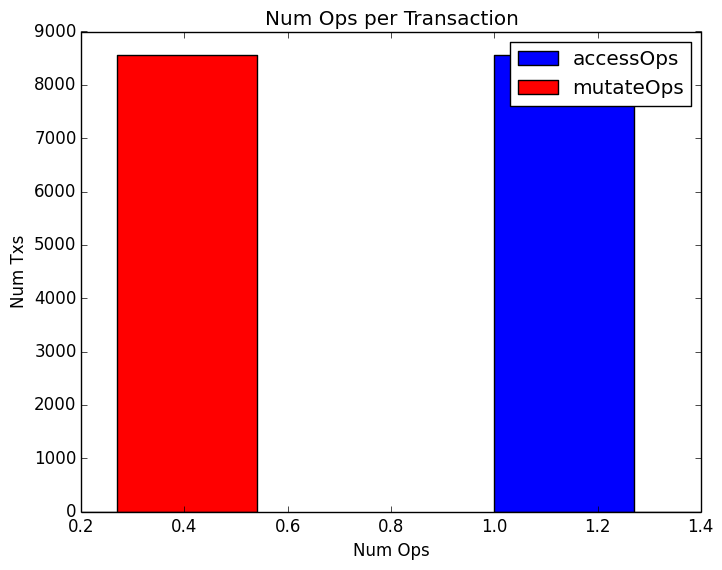 Num Ops per Transaction
accessOps
mutateOps
Num Txs
9000
8000
7000
6000
5000
4000
3000
2000
1000
0
0.2 0.4 0.6 0.8 1.0 1.2 1.4
Num Ops